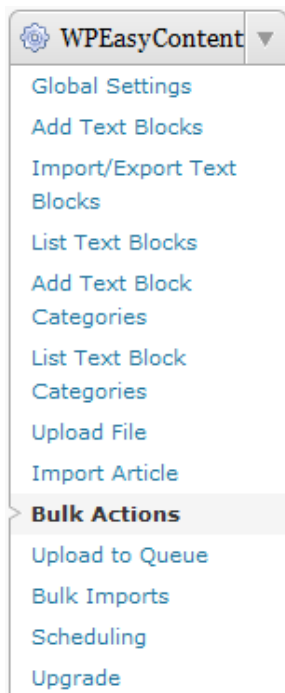 WPEasyContent
Global Settings
Add Text Blocks
Import/Export Text
Blocks
List Text Blocks
Add Text Block
Categories
List Text Block
Categories
Upload File
Import Article
Bulk Actions
Upload to Queue
Bulk Imports
Scheduling
Upgrade